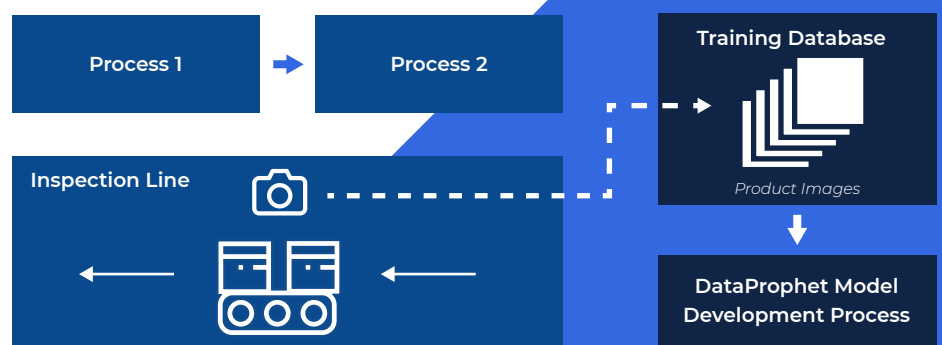 Process 1
Process 2
Training Database
Inspection Line
Product Images
DataProphet Model
Development Process